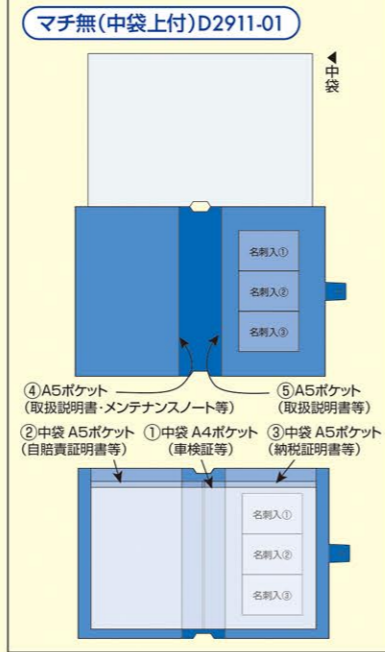 マチ無(中袋上付)D2911-01
▲中袋
名刺入①
名刺入②
名刺入③
④A5ポケット
(取扱説明書・メンテナンスノート等)
⑤A5ポケット
(取扱説明書等)
②中袋 A5ポケット
(自賠責証明書等)
①中袋 A4ポケット
(車検証等)
③中袋 A5ポケット
(納税証明書等)
名刺入①
名刺入②
名刺入③